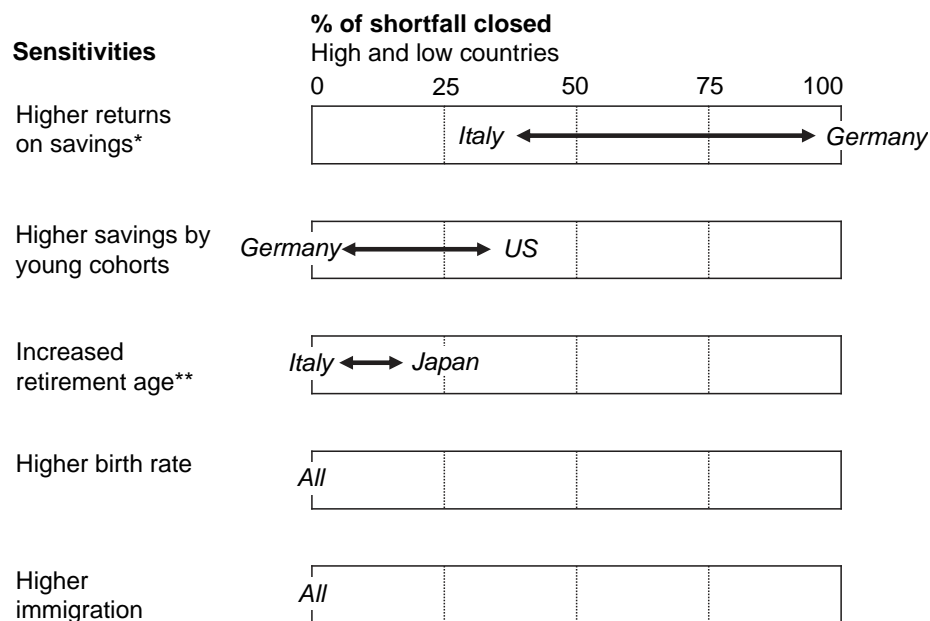 % of shortfall closed
Sensitivities
High and low countries
0 25 50 75 100
Higher returns
on savings*
Italy
Germany
Higher savings by
young cohorts
Germany
US
Increased
retirement age**
Italy
Japan
Higher birth rate
All
Higher
immigration
All